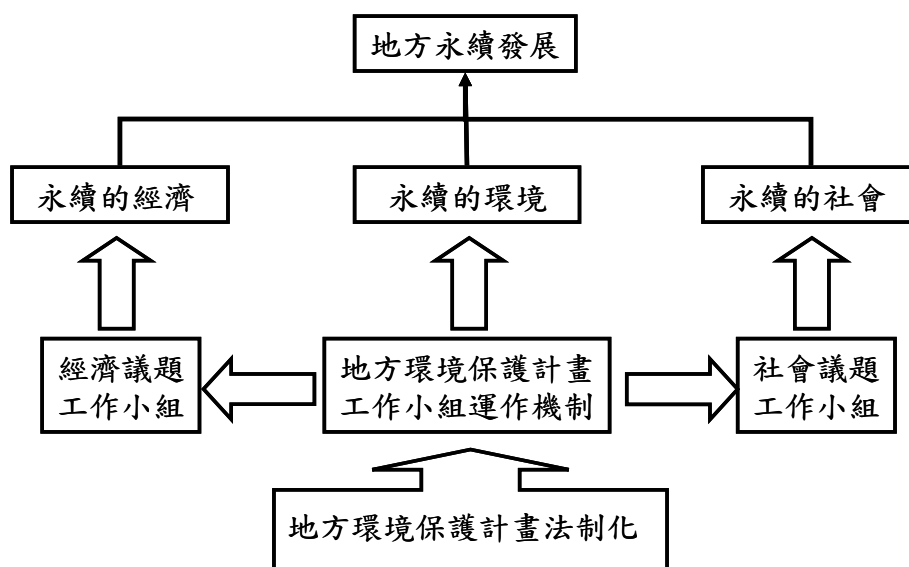 地方永續發展
永續的經濟
永續的環境
永續的社會
經濟議題
工作小組
地方環境保護計畫
工作小組運作機制
社會議題
工作小組
地方環境保護計畫法制化